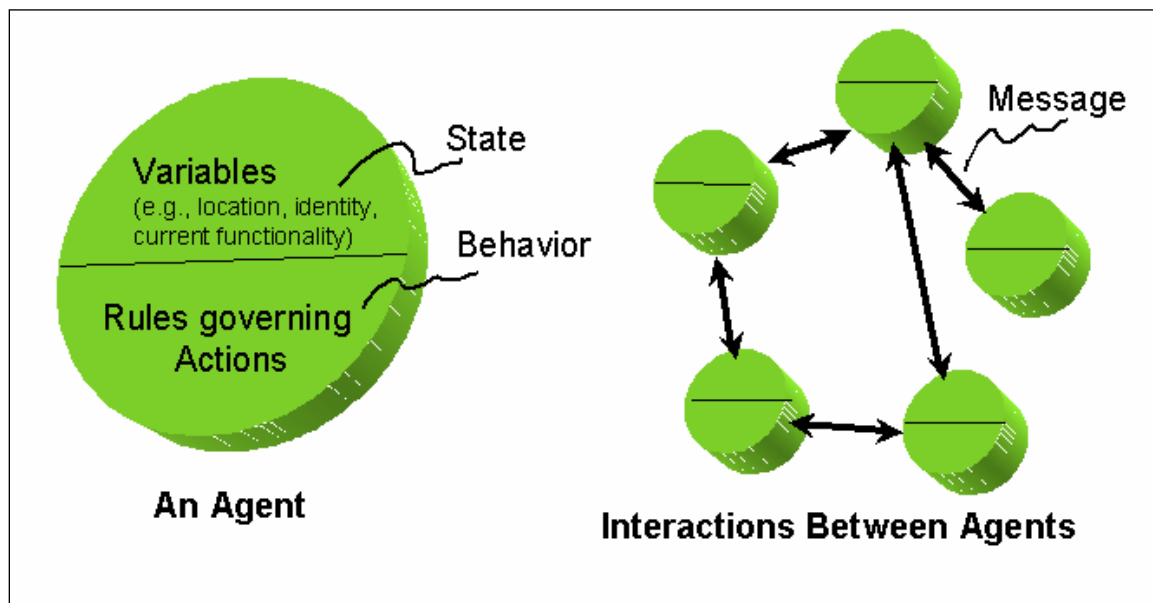 Variables
(e.g., location, identity,
current functionality)
State
Behavior
Rules governing
Actions
An Agent
Message
Interactions Between Agents